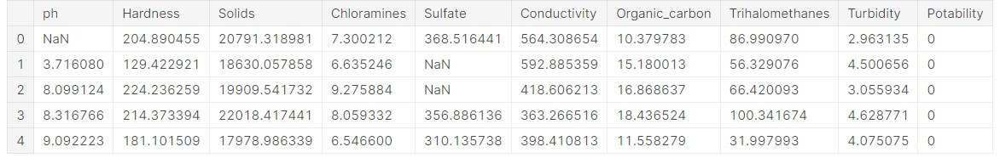 ph Hardness Solids Chloramines Sulfate Conductivity Organic_carbon Trihalomethanes Turbidity Potability
0 NaN 204.890455 20791.318981 7.300212 368.516441 564.308654 10.379783 86.990970 2.963135 0
1 3.716080 129.422921 18630.057858 6.635246 NaN 592.885359 15.180013 56.329076 4.500656 0
2 8.099124 224.236259 19909.541732 9.275884 NaN 418.606213 16.868637 66.420093 3.055934 0
3 8.316766 214.373394 22018.417441 8.059332 356.886136 363.266516 18.436524 100.341674 4.628771 0
4 9.092223 181.101509 17978.986339 6.546600 310.135738 398.410813 11.558279 31.997993 4.075075 0